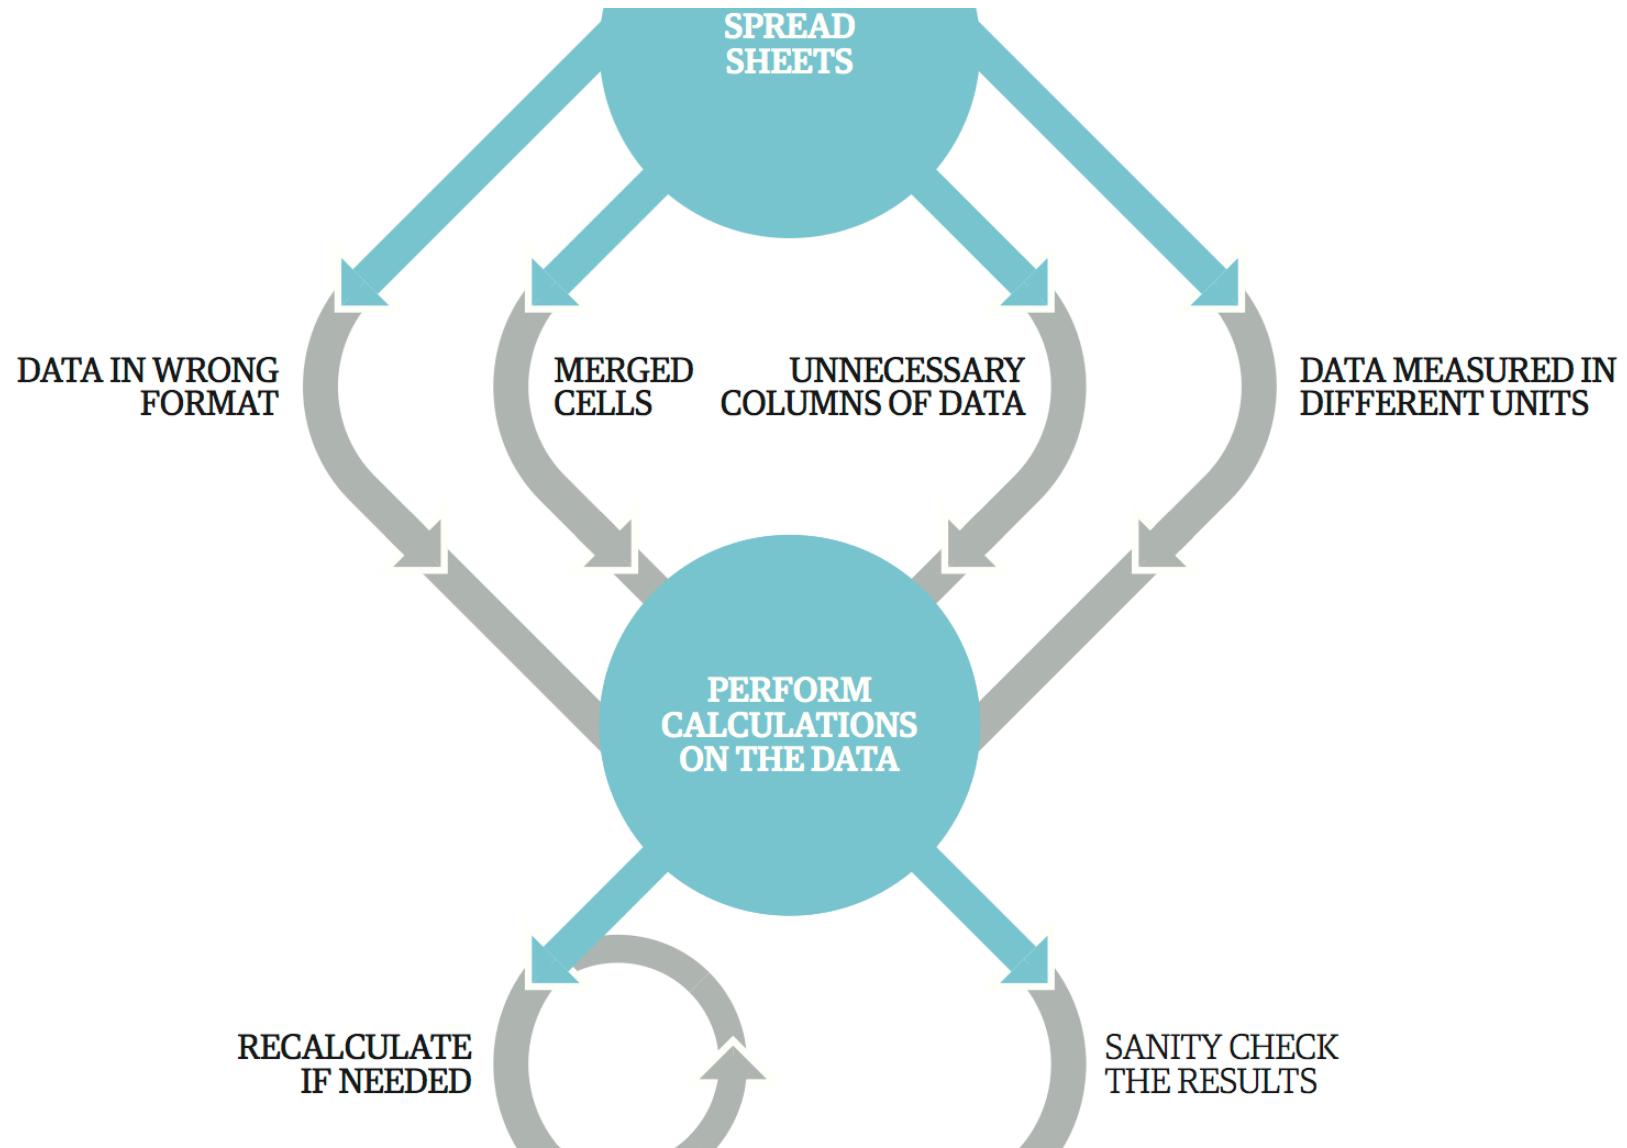 SPREAD
SHEETS
DATA IN WRONG
FORMAT
MERGED
CELLS
UNNECESSARY
COLUMNS OF DATA
DATA MEASURED IN
DIFFERENT UNITS
PERFORM
CALCULATIONS
ON THE DATA
RECALCULATE
IF NEEDED
SANITY CHECK
THE RESULTS